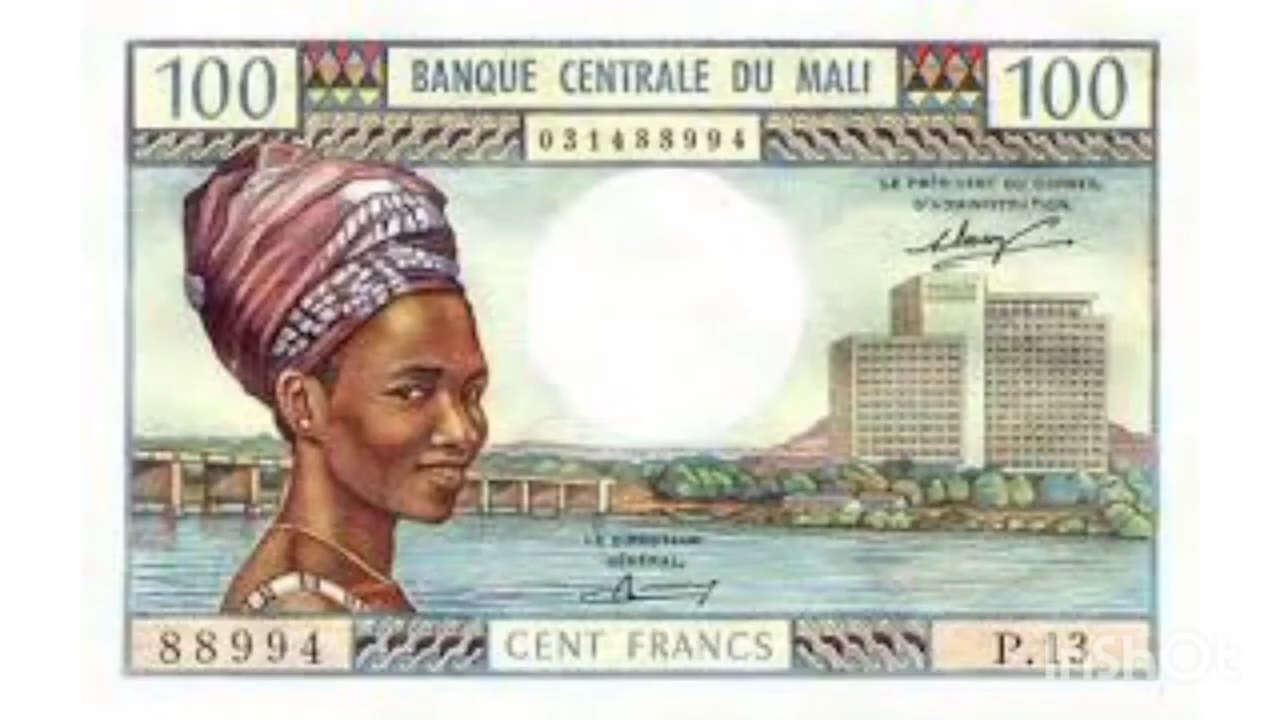 100 BANQUE CENTRALE DU MALI 100
031488994
LE PRÉSIDENT DU CONSEIL
D'ADMINISTRATION,
LE DIRECTEUR
GÉNÉRAL,
88994 CENT FRANCS P.13
InShOt